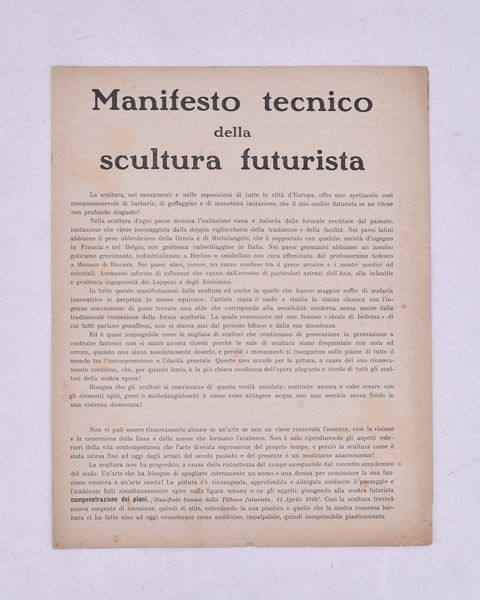 Manifesto tecnico
della
scultura futurista
La scultura, nei monumenti e nelle esposizioni di tutte le città d'Europa, offre uno spettacolo così
compassionevole di barbarie, di goffaggine e di monotona imitazione, che il mio occhio futurista se ne ritrae
con profondo disgusto!
Nella scultura d'ogni paese domina l'imitazione cieca e balorda delle formule ereditate dal passato,
imitazione che viene incoraggiata dalla doppia vigliaccheria della tradizione e della facilità. Nei paesi latini
abbiamo il peso obbrobrioso della Grecia e di Michelangelo, che è sopportato con qualche serietà d'ingegno
in Francia e nel Belgio, con grottesca imbecillaggine in Italia. Nei paesi germanici abbiamo un insulso
goticume grecizzante, industrializzato a Berlino o smidollato con cura effeminata dal professorume tedesco
a Monaco di Baviera. Nei paesi slavi, invece, un cozzo confuso tra il greco arcaico e i mostri nordici ed
orientali. Ammasso informe di influenze che vanno dall'eccesso di particolari astrusi dell'Asia, alla infantile
e grottesca ingegnosità dei Lapponi e degli Eschimesi.
In tutte queste manifestazioni della scultura ed anche in quelle che hanno maggior soffio di audacia
innovatrice si perpetua lo stesso equivoco: l'artista copia il nudo e studia la statua classica con l'in-
genua convinzione di poter trovare uno stile che corrisponda alla sensibilità moderna senza uscire dalla
tradizionale concezione della forma scultoria. La quale concezione col suo famoso « ideale di bellezza » di
cui tutti parlano genuflessi, non si stacca mai dal periodo fidiaco e dalla sua decadenza.
Ed è quasi inspiegabile come le migliaia di scultori che continuano di generazione in generazione a
costruire fantocci non si siano ancora chiesti perchè le sale di scultura siano frequentate con noia ed
orrore, quando non siano assolutamente deserte, e perchè i monumenti si inaugurino sulle piazze di tutto il
mondo tra l'incomprensione o l'ilarità generale. Questo non accade per la pittura, a causa del suo rinnova-
mento continuo, che, per quanto lento, è la più chiara condanna dell'opera plagiaria e sterile di tutti gli scul-
tori della nostra epoca!
Bisogna che gli scultori si convincano di questa verità assoluta: costruire ancora e voler creare con
gli elementi egizi, greci o michelangioleschi è come voler attingere acqua con una secchia senza fondo in
una cisterna disseccata!
Non vi può essere rinnovamento alcuno in un'arte se non ne viene rinnovata l'essenza, cioè la visione
e la concezione della linea e delle masse che formano l'arabesco. Non è solo riproducendo gli aspetti este-
riori della vita contemporanea che l'arte diventa espressione del proprio tempo, e perciò la scultura come è
stata intesa fino ad oggi dagli artisti del secolo passato e del presente è un mostruoso anacronismo!
La scultura non ha progredito, a causa della ristrettezza del campo assegnatole dal concetto accademico
del nudo. Un'arte che ha bisogno di spogliare interamente un uomo o una donna per cominciare la sua fun-
zione emotiva è un'arte morta! La pittura s'è rinsanguata, approfondita e allargata mediante il paesaggio e
l'ambiente fatti simultaneamente agire sulla figura umana o su gli oggetti, giungendo alla nostra futurista
compenetrazione dei piani. (Manifesto tecnico della Pittura futurista; 11 Aprile 1910). Così la scultura troverà
nuova sorgente di emozione, quindi di stile, estendendo la sua plastica a quello che la nostra rozzezza bar-
bara ci ha fatto sino ad oggi considerare come suddiviso, impalpabile, quindi inesprimibile plasticamente.